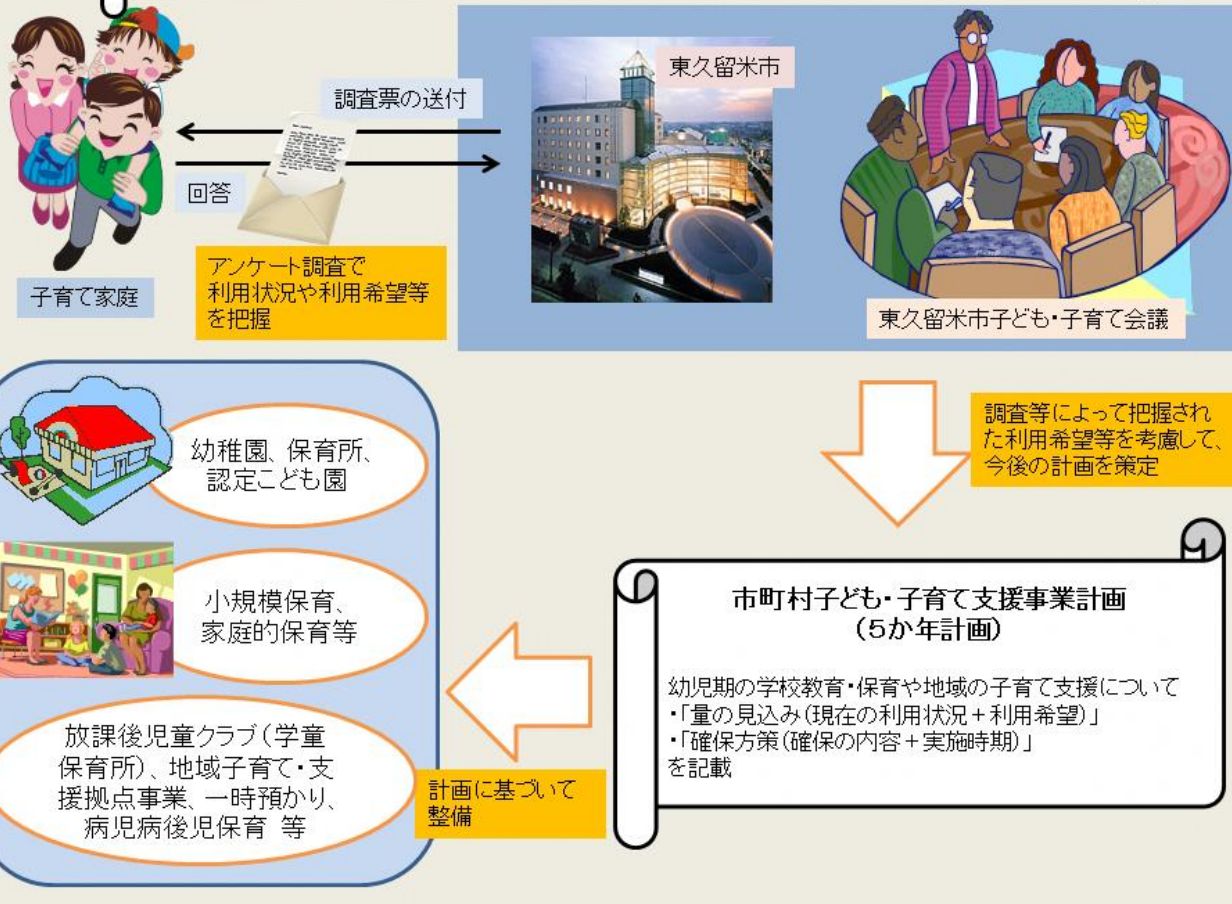 調査票の送付
東久留米市
回答
アンケート調査で
利用状況や利用希望等
を把握
子育て家庭
東久留米市子ども・子育て会議
調査等によって把握され
た利用希望等を考慮して、
今後の計画を策定
幼稚園、保育所、
認定こども園
小規模保育、
家庭的保育等
放課後児童クラブ(学童
保育所)、地域子育て・支
援拠点事業、一時預かり、
病児病後児保育 等
計画に基づいて
整備
市町村子ども・子育て支援事業計画
(5か年計画)
幼児期の学校教育・保育や地域の子育て支援について
・「量の見込み(現在の利用状況+利用希望)」
・「確保方策(確保の内容+実施時期)」
を記載